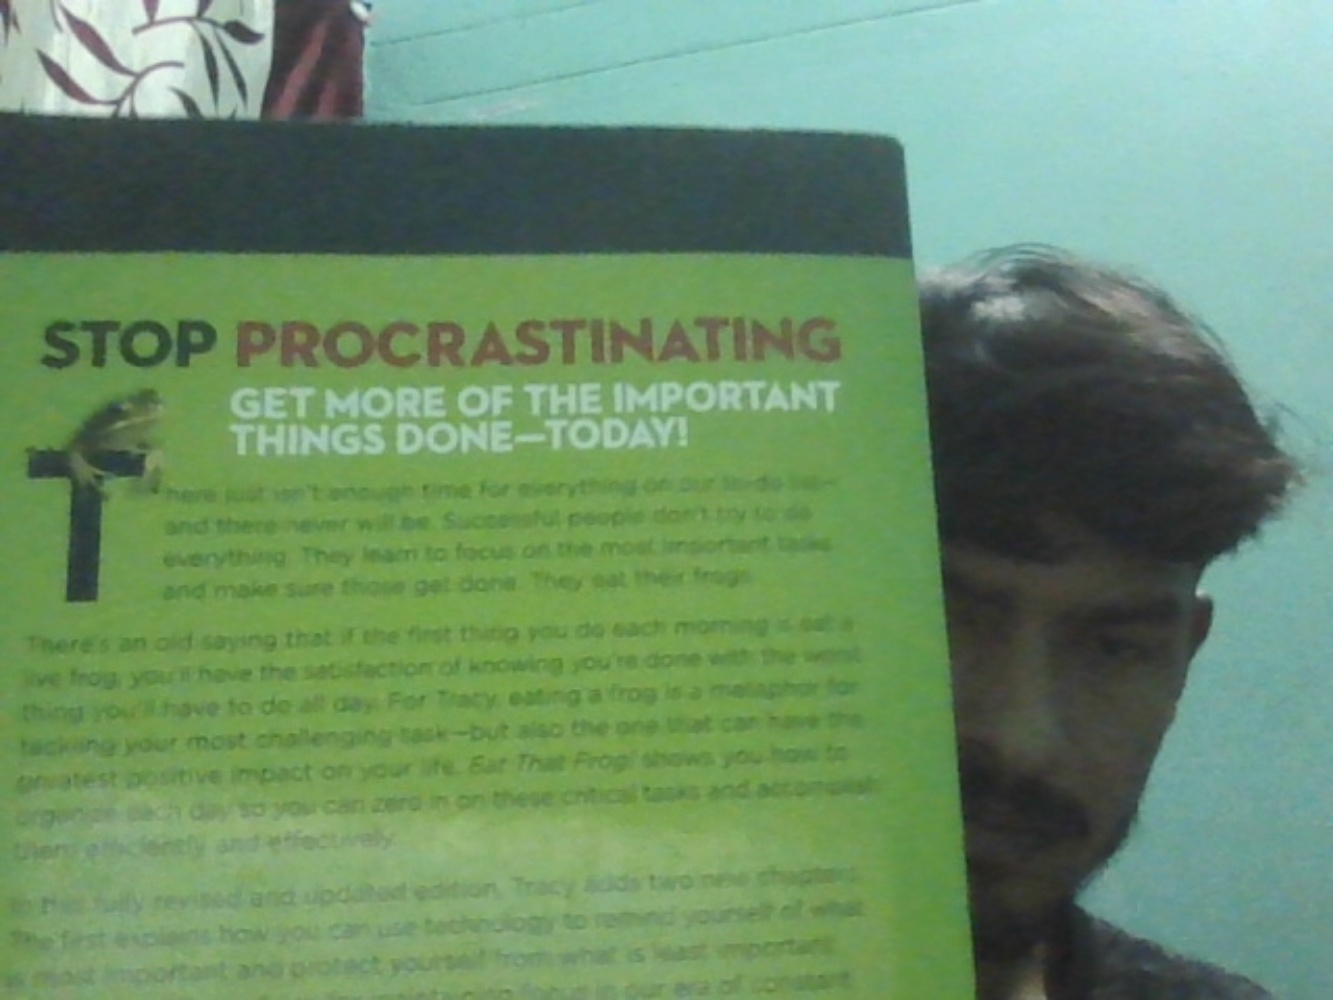 STOP PROCRASTINATING
GET MORE OF THE IMPORTANT
THINGS DONE—TODAY!
There just isn't enough time for everything on our to-do list—
and there never will be. Successful people don't try to do
everything. They learn to focus on the most important tasks
and make sure those get done. They eat their frogs.
There's an old saying that if the first thing you do each morning is eat a
live frog, you'll have the satisfaction of knowing you're done with the worst
thing you'll have to do all day. For Tracy, eating a frog is a metaphor for
tackling your most challenging task—but also the one that can have the
greatest positive impact on your life. Eat That Frog! shows you how to
organize each day so you can zero in on these critical tasks and accomplish
them efficiently and effectively.
In this fully revised and updated edition, Tracy adds two new chapters.
The first explains how you can use technology to remind yourself of what
is most important and protect yourself from what is least important.
maintaining focus in our era of constant